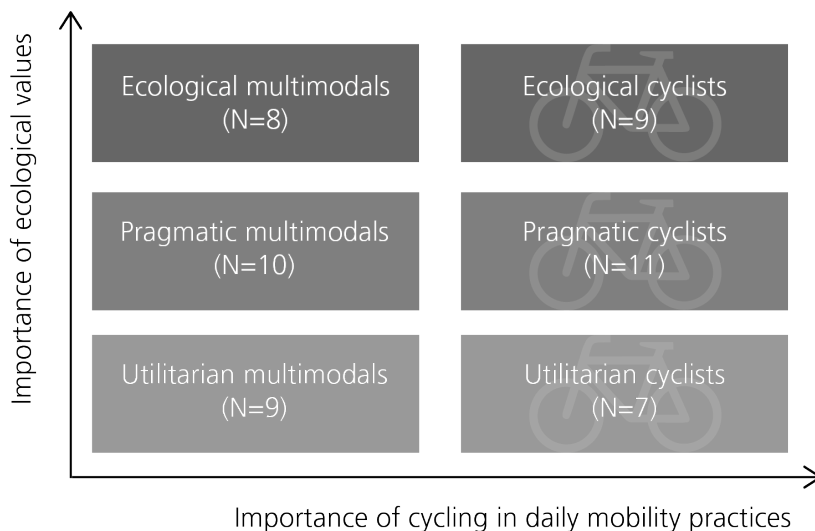 Importance of ecological values
Ecological multimodals
(N=8)
Ecological cyclists
(N=9)
Pragmatic multimodals
(N=10)
Pragmatic cyclists
(N=11)
Utilitarian multimodals
(N=9)
Utilitarian cyclists
(N=7)
Importance of cycling in daily mobility practices